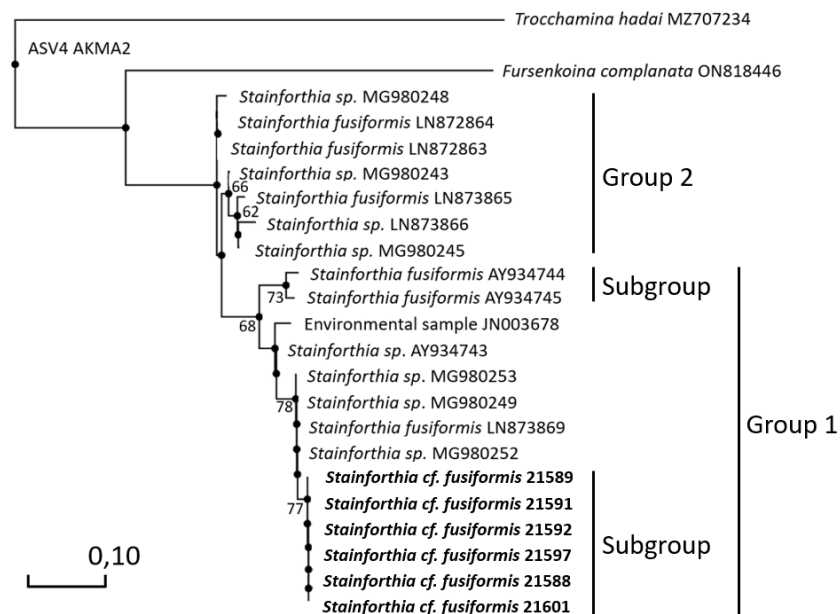 Trocchamina hadai MZ707234
ASV4 AKMA2
Fursenkoina complanata ON818446
Stainforthia sp. MG980248
Stainforthia fusiformis LN872864
Stainforthia fusiformis LN872863
Stainforthia sp. MG980243
66
Group 2
Stainforthia fusiformis LN873865
62
Stainforthia sp. LN873866
Stainforthia sp. MG980245
Stainforthia fusiformis AY934744
Subgroup
73
Stainforthia fusiformis AY934745
68
Environmental sample JN003678
Stainforthia sp. AY934743
Stainforthia sp. MG980253
78
Stainforthia sp. MG980249
Group 1
Stainforthia fusiformis LN873869
Stainforthia sp. MG980252
Stainforthia cf. fusiformis 21589
77
Stainforthia cf. fusiformis 21591
Stainforthia cf. fusiformis 21592
Subgroup
Stainforthia cf. fusiformis 21597
0,10
Stainforthia cf. fusiformis 21588
Stainforthia cf. fusiformis 21601